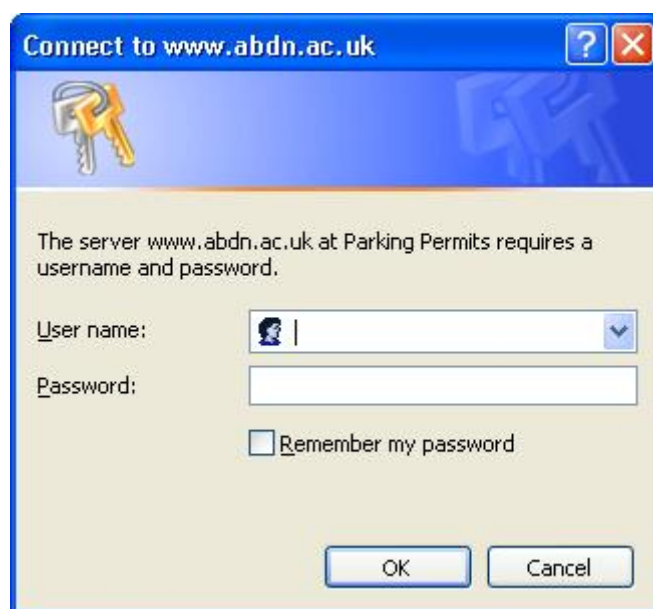 Connect to www.abdn.ac.uk
The server www.abdn.ac.uk at Parking Permits requires a
username and password.
User name:
Password:
Remember my password
OK Cancel